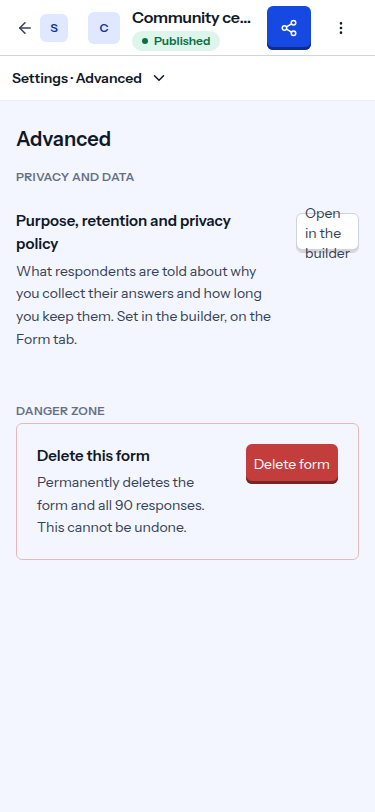 S
C
Community ce...
Published
Settings · Advanced
Advanced
PRIVACY AND DATA
Purpose, retention and privacy
policy
What respondents are told about why
you collect their answers and how long
you keep them. Set in the builder, on the
Form tab.
Open
in the
builder
DANGER ZONE
Delete this form
Permanently deletes the
form and all 90 responses.
This cannot be undone.
Delete form